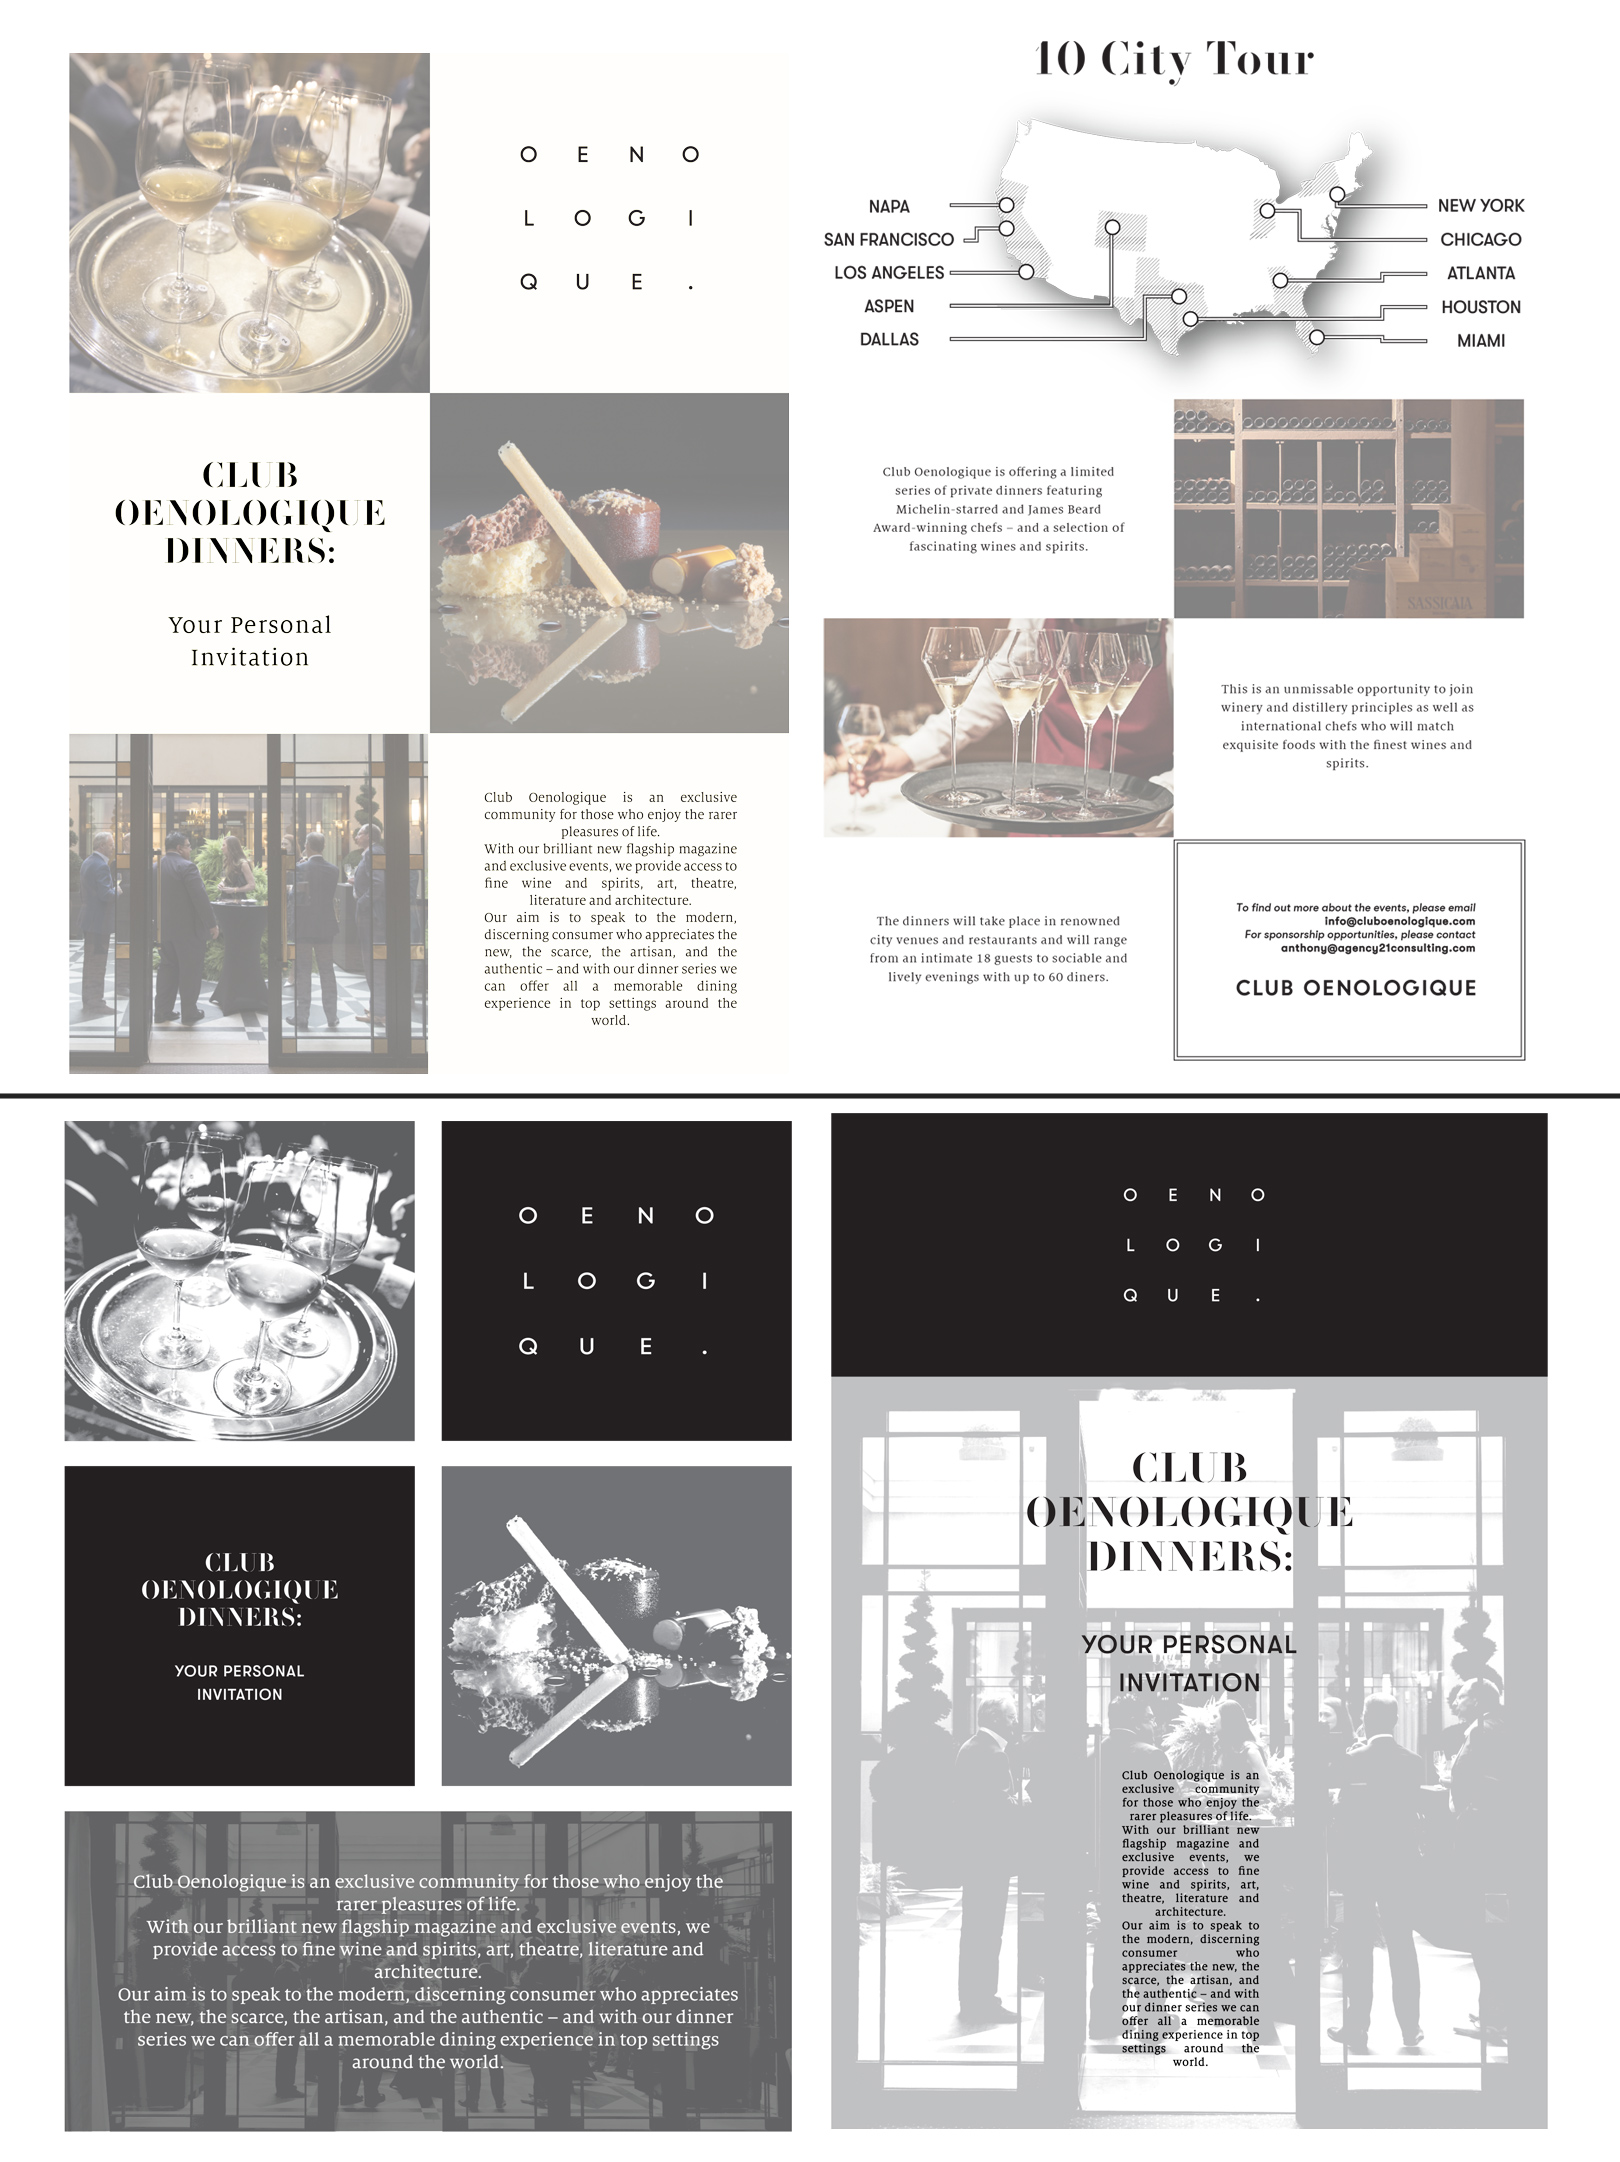 O E N O
L O G I
Q U E .
CLUB
OENOLOGIQUE
DINNERS:
Your Personal
Invitation
Club Oenologique is an exclusive
community for those who enjoy the rarer
pleasures of life.
With our brilliant new flagship magazine
and exclusive events, we provide access to
fine wine and spirits, art, theatre,
literature and architecture.
Our aim is to speak to the modern,
discerning consumer who appreciates the
new, the scarce, the artisan, and the
authentic – and with our dinner series we
can offer all a memorable dining
experience in top settings around the
world.
10 City Tour
NAPA
SAN FRANCISCO
LOS ANGELES
ASPEN
DALLAS
NEW YORK
CHICAGO
ATLANTA
HOUSTON
MIAMI
Club Oenologique is offering a limited
series of private dinners featuring
Michelin-starred and James Beard
Award-winning chefs – and a selection of
fascinating wines and spirits.
SASSICAIA
This is an unmissable opportunity to join
winery and distillery principles as well as
international chefs who will match
exquisite foods with the finest wines and
spirits.
The dinners will take place in renowned
city venues and restaurants and will range
from an intimate 18 guests to sociable and
lively evenings with up to 60 diners.
To find out more about the events, please email
info@cluboenologique.com
For sponsorship opportunities, please contact
anthony@agency21consulting.com
CLUB OENOLOGIQUE
O E N O
L O G I
Q U E .
CLUB
OENOLOGIQUE
DINNERS:
YOUR PERSONAL
INVITATION
Club Oenologique is an exclusive community for those who enjoy the
rarer pleasures of life.
With our brilliant new flagship magazine and exclusive events, we
provide access to fine wine and spirits, art, theatre, literature and
architecture.
Our aim is to speak to the modern, discerning consumer who appreciates
the new, the scarce, the artisan, and the authentic – and with our dinner
series we can offer all a memorable dining experience in top settings
around the world.
O E N O
L O G I
Q U E .
CLUB
OENOLOGIQUE
DINNERS:
YOUR PERSONAL
INVITATION
Club Oenologique is an
exclusive community
for those who enjoy the
rarer pleasures of life.
With our brilliant new
flagship magazine and
exclusive events, we
provide access to fine
wine and spirits, art,
theatre, literature and
architecture.
Our aim is to speak to
the modern, discerning
consumer who
appreciates the new, the
scarce, the artisan, and
the authentic – and with
our dinner series we can
offer all a memorable
dining experience in top
settings around the
world.